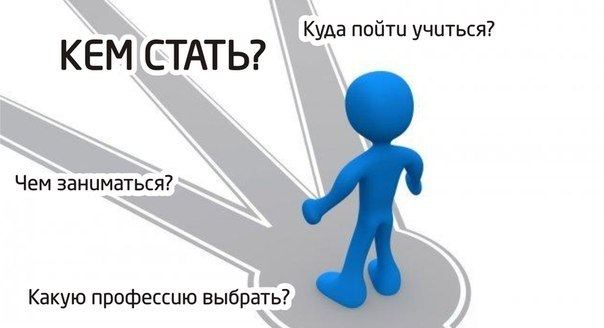 Куда пойти учиться?
КЕМ СТАТЬ?
Чем заниматься?
Какую профессию выбрать?